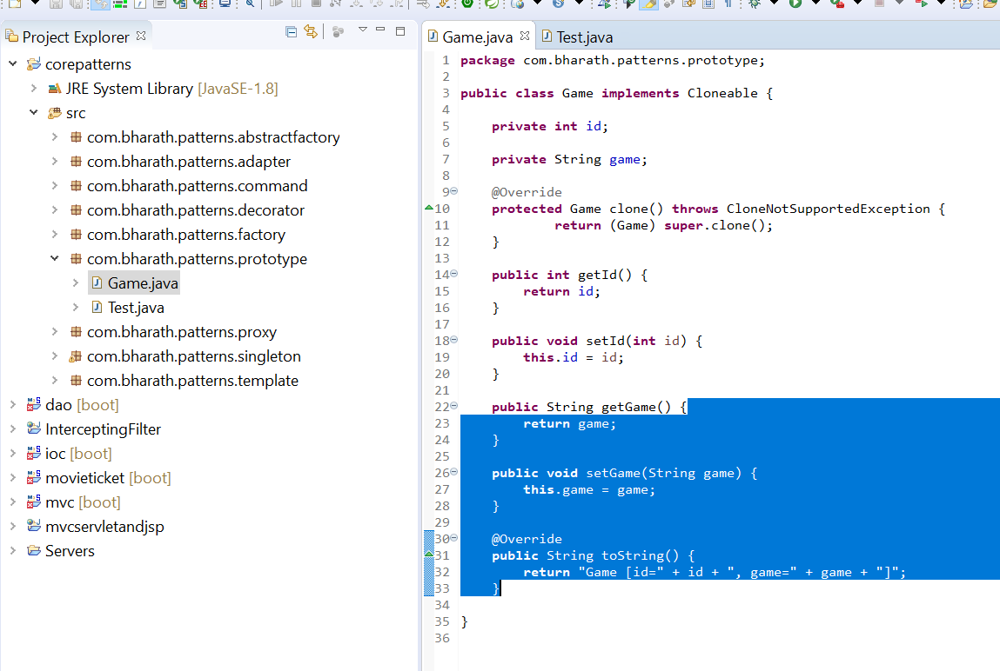 Project Explorer
corepatterns
JRE System Library [JavaSE-1.8]
src
com.bharath.patterns.abstractfactory
com.bharath.patterns.adapter
com.bharath.patterns.command
com.bharath.patterns.decorator
com.bharath.patterns.factory
com.bharath.patterns.prototype
Game.java
Test.java
com.bharath.patterns.proxy
com.bharath.patterns.singleton
com.bharath.patterns.template
dao [boot]
InterceptingFilter
ioc [boot]
movieticket [boot]
mvc [boot]
mvcservletandjsp
Servers
Game.java
Test.java
1 package com.bharath.patterns.prototype;
2
3 public class Game implements Cloneable {
4
5     private int id;
6
7     private String game;
8
9     @Override
10     protected Game clone() throws CloneNotSupportedException {
11             return (Game) super.clone();
12     }
13
14     public int getId() {
15         return id;
16     }
17
18     public void setId(int id) {
19         this.id = id;
20     }
21
22     public String getGame() {
23         return game;
24     }
25
26     public void setGame(String game) {
27         this.game = game;
28     }
29
30     @Override
31     public String toString() {
32         return "Game [id=" + id + ", game=" + game + "]";
33     }
34
35 }
36